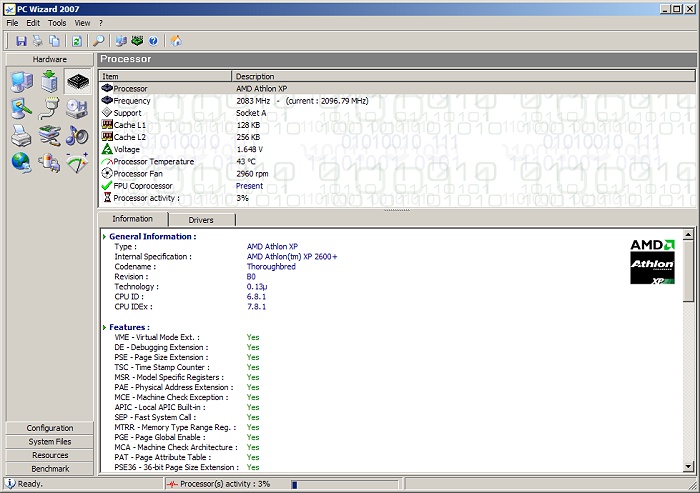 PC Wizard 2007
File Edit Tools View ?
Hardware
Processor
Item Description
Processor AMD Athlon XP
Frequency 2083 MHz - (current : 2096.79 MHz)
Support Socket A
Cache L1 128 KB
Cache L2 256 KB
Voltage 1.648 V
Processor Temperature 43 °C
Processor Fan 2960 rpm
FPU Coprocessor Present
Processor activity : 3%
Information Drivers
General Information :
Type : AMD Athlon XP
Internal Specification : AMD Athlon(tm) XP 2600+
Codename : Thoroughbred
Revision : B0
Technology : 0.13µ
CPU ID : 6.8.1
CPU IDEx : 7.8.1
AMD
Athlon
XP
Features :
VME - Virtual Mode Ext. : Yes
DE - Debugging Extension : Yes
PSE - Page Size Extension : Yes
TSC - Time Stamp Counter : Yes
MSR - Model Specific Registers : Yes
PAE - Physical Address Extension : Yes
MCE - Machine Check Exception : Yes
APIC - Local APIC Built-in : Yes
SEP - Fast System Call : Yes
MTRR - Memory Type Range Reg. : Yes
PGE - Page Global Enable : Yes
MCA - Machine Check Architecture : Yes
PAT - Page Attribute Table : Yes
PSE36 - 36-bit Page Size Extension : Yes
Configuration
System Files
Resources
Benchmark
Ready. Processor(s) activity : 3%